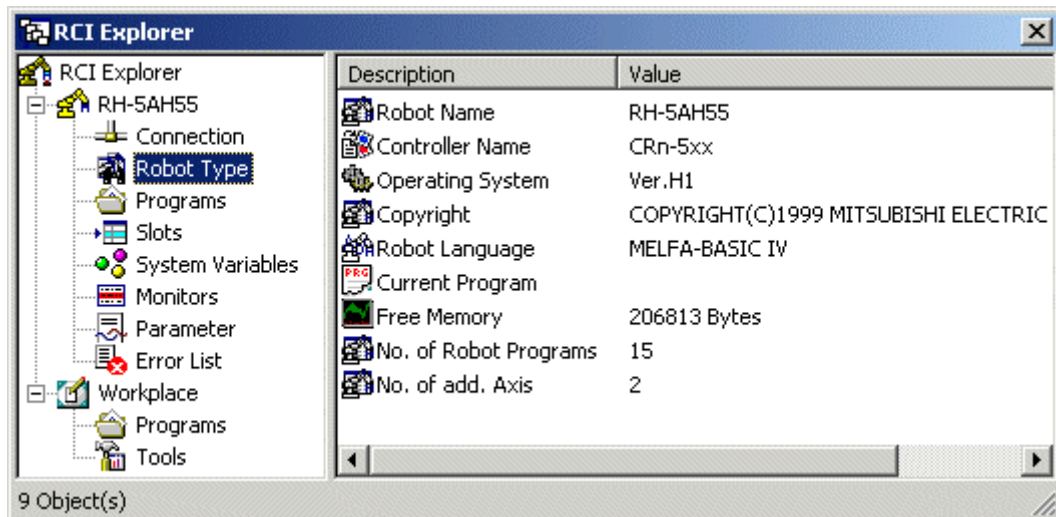 RCI Explorer
RCI Explorer
RH-5AH55
Connection
Robot Type
Programs
Slots
System Variables
Monitors
Parameter
Error List
Workplace
Programs
Tools
Description Value
Robot Name RH-5AH55
Controller Name CRn-5xx
Operating System Ver.H1
Copyright COPYRIGHT(C)1999 MITSUBISHI ELECTRIC
Robot Language MELFA-BASIC IV
PRG
Current Program
Free Memory 206813 Bytes
No. of Robot Programs 15
No. of add. Axis 2
9 Object(s)